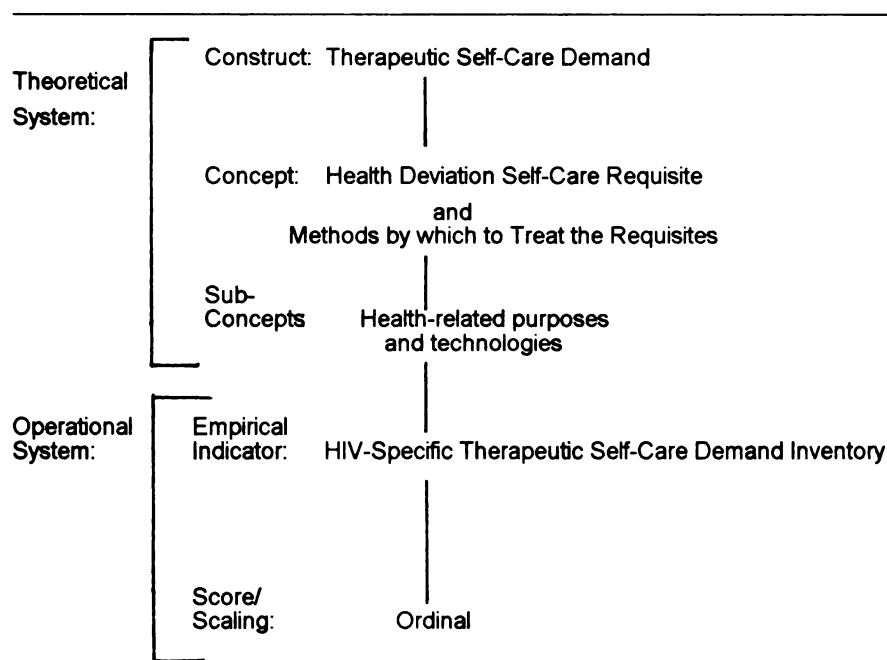 Construct: Therapeutic Self-Care Demand
Theoretical
System:
Concept: Health Deviation Self-Care Requisite
and
Methods by which to Treat the Requisites
Sub-
Concepts Health-related purposes
and technologies
Operational Empirical
System: Indicator: HIV-Specific Therapeutic Self-Care Demand Inventory
Score/
Scaling: Ordinal